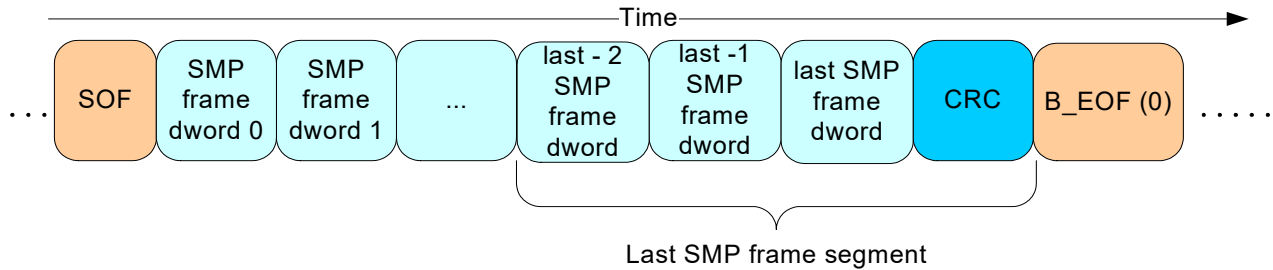 Time
. . .
SOF
SMP
frame
dword 0
SMP
frame
dword 1
...
last - 2
SMP
frame
dword
last -1
SMP
frame
dword
last SMP
frame
dword
CRC
B_EOF (0)
. . . . .
Last SMP frame segment